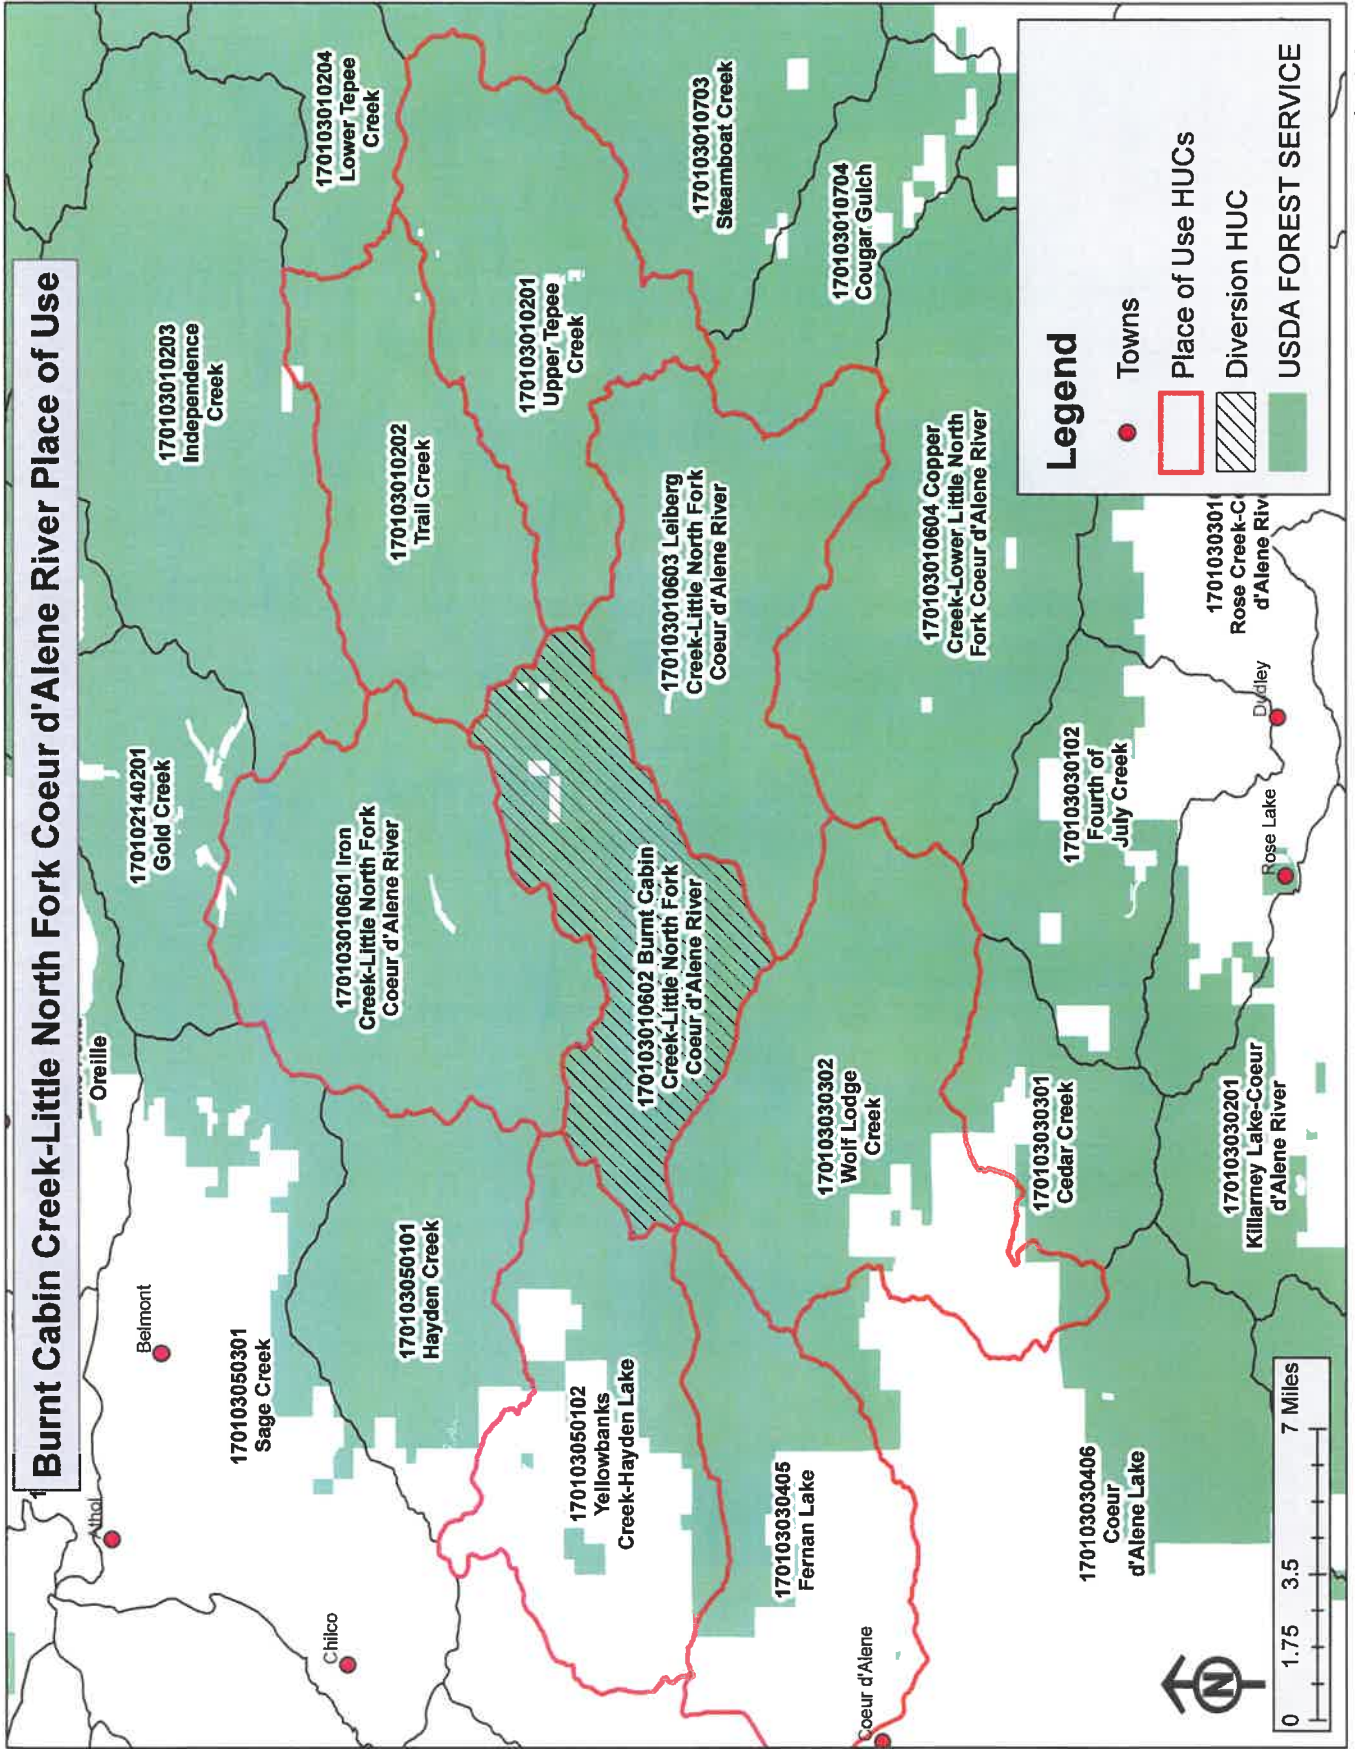 Burnt Cabin Creek-Little North Fork Coeur d'Alene River Place of Use
Athol
Belmont
Chilco
Oreille
170102140201
Gold Creek
170103010203
Independence
Creek
170103010204
Lower Tepee
Creek
170103050301
Sage Creek
170103050101
Hayden Creek
170103010601 Iron
Creek-Little North Fork
Coeur d'Alene River
170103010202
Trail Creek
170103010201
Upper Tepee
Creek
170103010703
Steamboat Creek
170103050102
Yellowbanks
Creek-Hayden Lake
170103010602 Burnt Cabin
Creek-Little North Fork
Coeur d'Alene River
170103010603 Leiberg
Creek-Little North Fork
Coeur d'Alene River
170103010704
Cougar Gulch
170103030405
Fernan Lake
170103030302
Wolf Lodge
Creek
170103010604 Copper
Creek-Lower Little North
Fork Coeur d'Alene River
Coeur d'Alene
170103030301
Cedar Creek
170103030102
Fourth of
July Creek
170103030406
Coeur
d'Alene Lake
170103030201
Killarney Lake-Coeur
d'Alene River
Rose Lake
Dudley
1701030301
Rose Creek-C
d'Alene Riv
N
0 1.75 3.5 7 Miles
Legend
Towns
Place of Use HUCs
Diversion HUC
USDA FOREST SERVICE